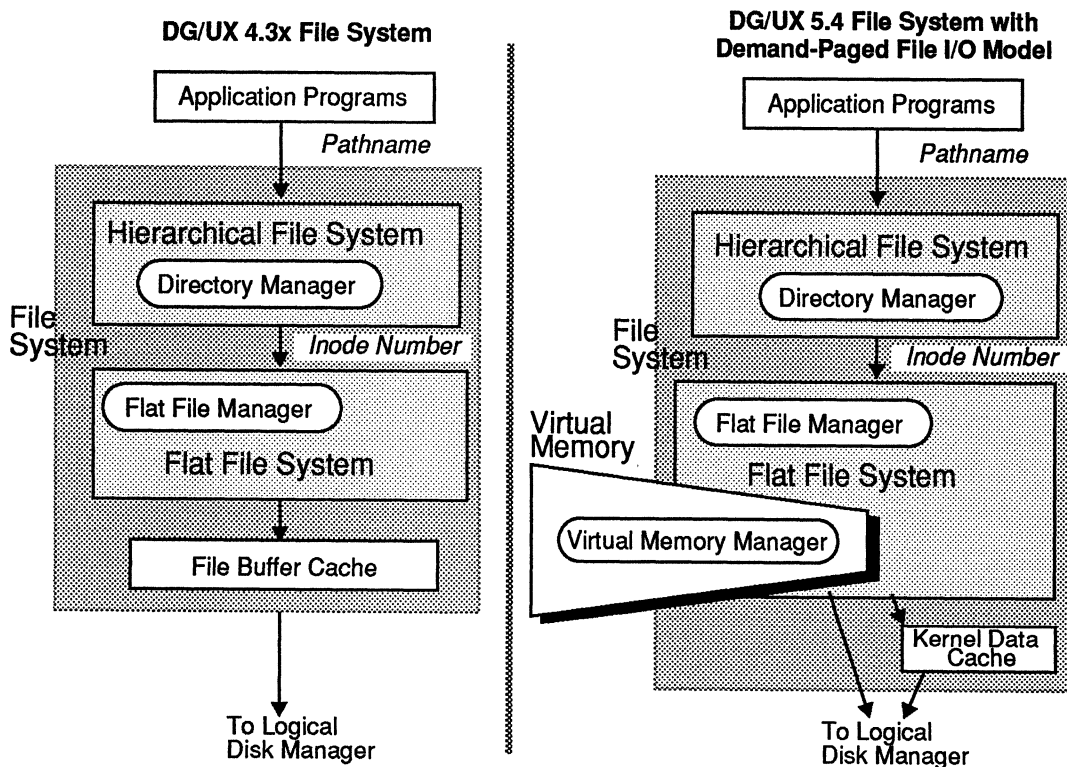 DG/UX 4.3x File System
Application Programs
Pathname
Hierarchical File System
Directory Manager
File
System
Inode Number
Flat File Manager
Flat File System
File Buffer Cache
To Logical
Disk Manager
DG/UX 5.4 File System with
Demand-Paged File I/O Model
Application Programs
Pathname
Hierarchical File System
Directory Manager
File
System
Inode Number
Virtual
Memory
Flat File Manager
Flat File System
Virtual Memory Manager
Kernel Data
Cache
To Logical
Disk Manager